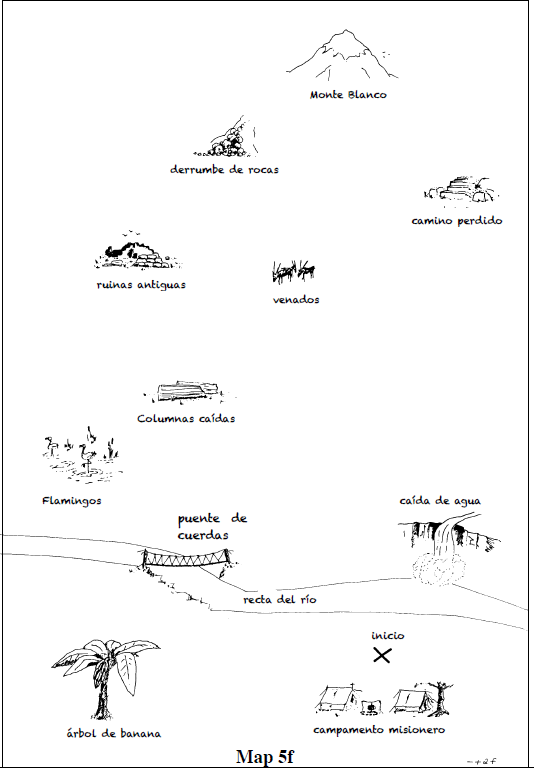 Monte Blanco
derrumbe de rocas
camino perdido
ruinas antiguas
venados
Columnas caídas
Flamingos
caída de agua
puente de
cuerdas
recta del río
inicio
árbol de banana
campamento misionero
Map 5f